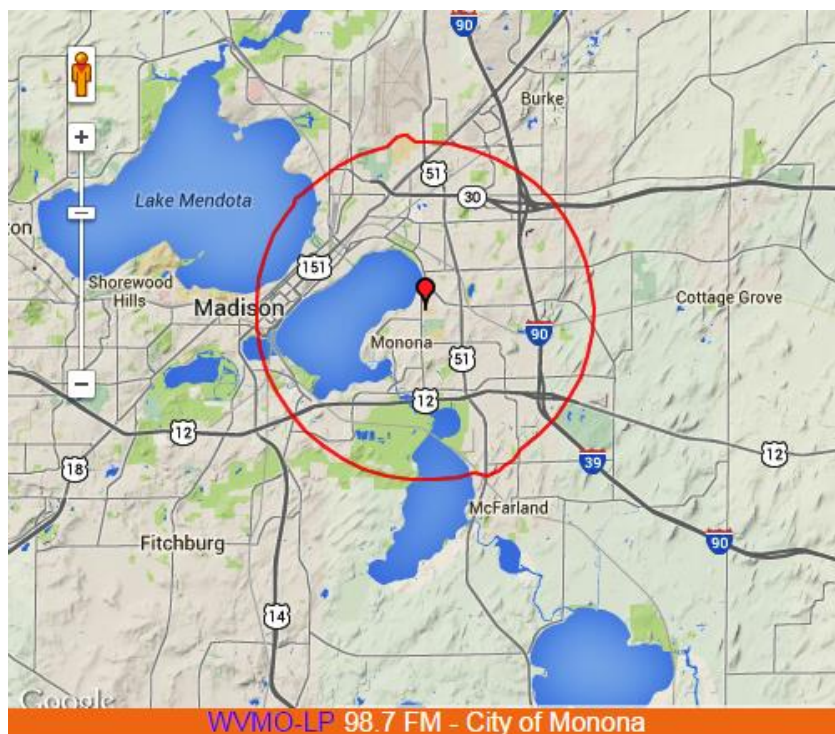 90
Burke
51
30
Lake Mendota
ton
151
Shorewood
Hills
Madison
Cottage Grove
Monona
90
51
12
12
18
12
39
McFarland
90
Fitchburg
14
Google
WVMO-LP 98.7 FM - City of Monona